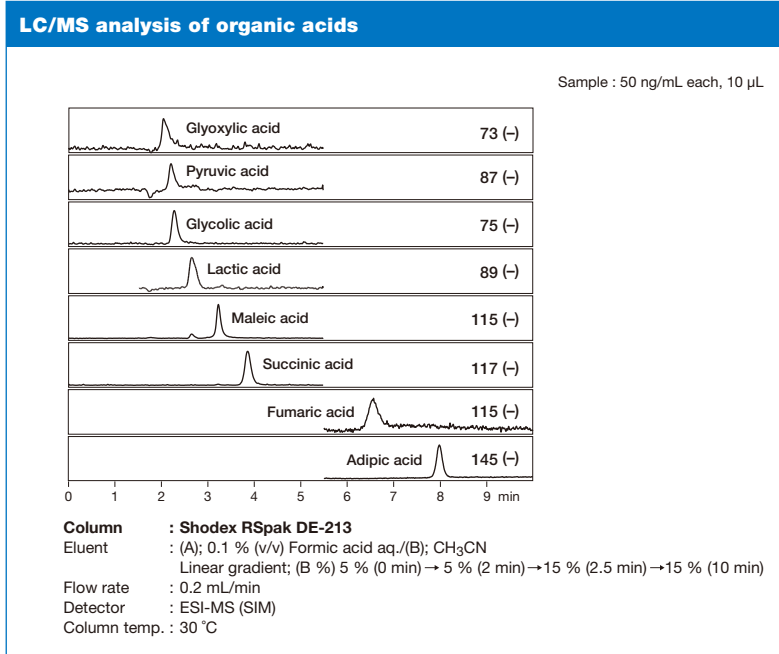 LC/MS analysis of organic acids
Sample : 50 ng/mL each, 10 µL
Glyoxylic acid 73 (–)
Pyruvic acid 87 (–)
Glycolic acid 75 (–)
Lactic acid 89 (–)
Maleic acid 115 (–)
Succinic acid 117 (–)
Fumaric acid 115 (–)
Adipic acid 145 (–)
0 1 2 3 4 5 6 7 8 9 min
Column : Shodex RSpak DE-213
Eluent : (A); 0.1 % (v/v) Formic acid aq./(B); CH₃CN
Linear gradient; (B %) 5 % (0 min)→ 5 % (2 min)→15 % (2.5 min)→15 % (10 min)
Flow rate : 0.2 mL/min
Detector : ESI-MS (SIM)
Column temp. : 30 ˚C